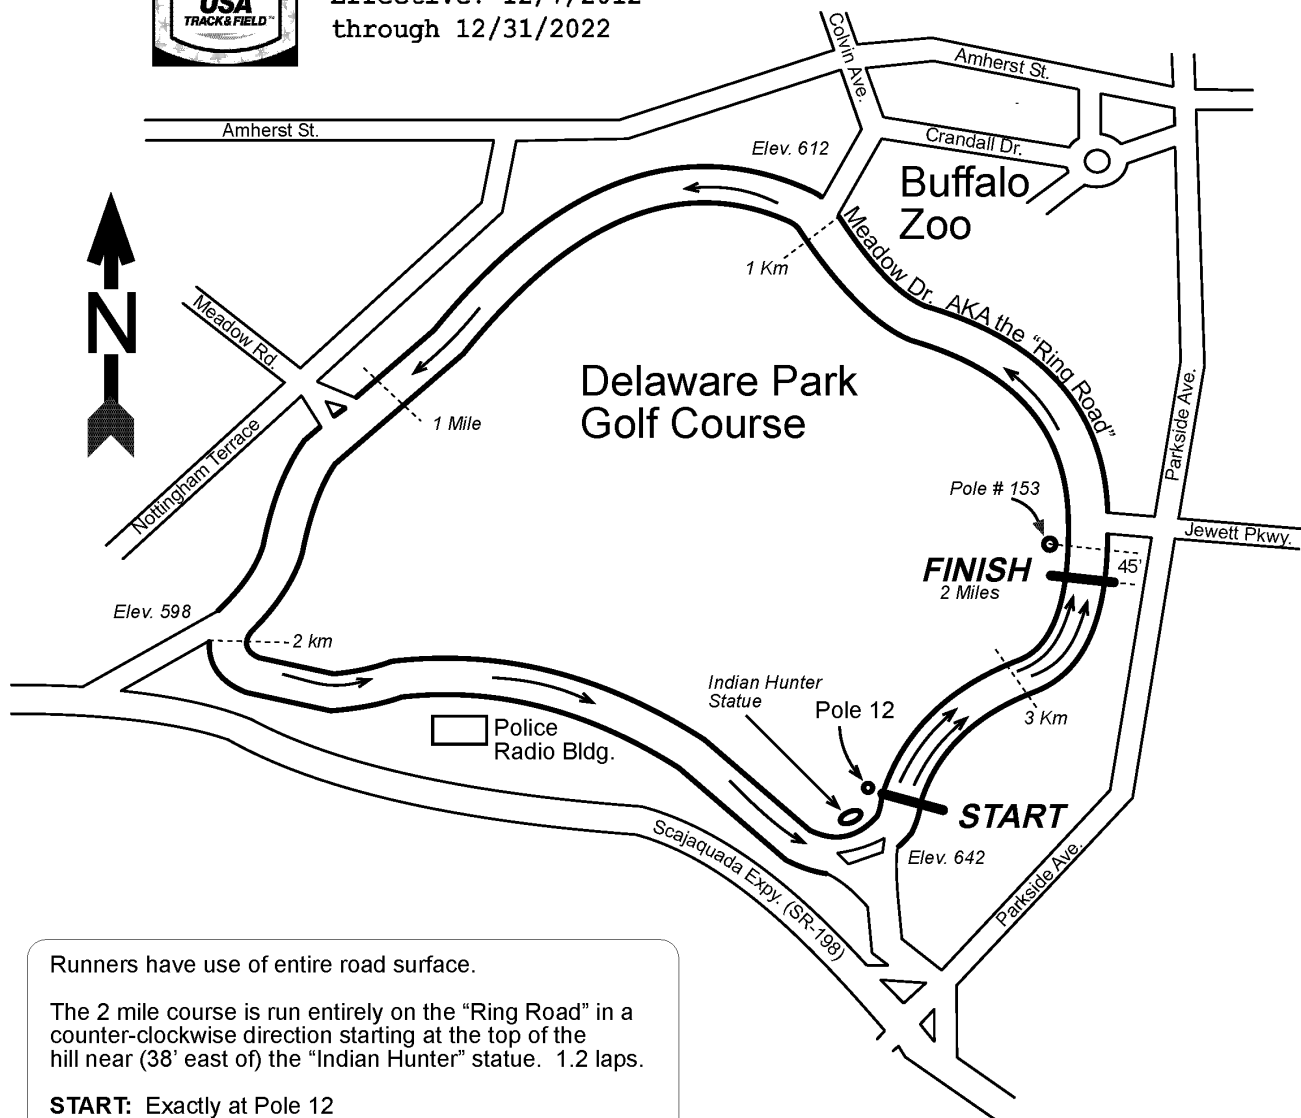 USA
TRACK&FIELD™
Effective: 12/7/2012
through 12/31/2022
Colvin Ave.
Amherst St.
Amherst St.
Crandall Dr.
Elev. 612
Buffalo
Zoo
1 Km
Meadow Dr. AKA the “Ring Road”
N
Meadow Rd.
Delaware Park
Golf Course
Parkside Ave.
1 Mile
Nottingham Terrace
Pole # 153
Jewett Pkwy.
FINISH
45'
2 Miles
Elev. 598
2 km
Indian Hunter
Statue
Pole 12
3 Km
Police
Radio Bldg.
START
Scajaquada Expy. (SR-198)
Elev. 642
Parkside Ave.
Runners have use of entire road surface.
The 2 mile course is run entirely on the “Ring Road” in a
counter-clockwise direction starting at the top of the
hill near (38’ east of) the “Indian Hunter” statue.  1.2 laps.
START:  Exactly at Pole 12